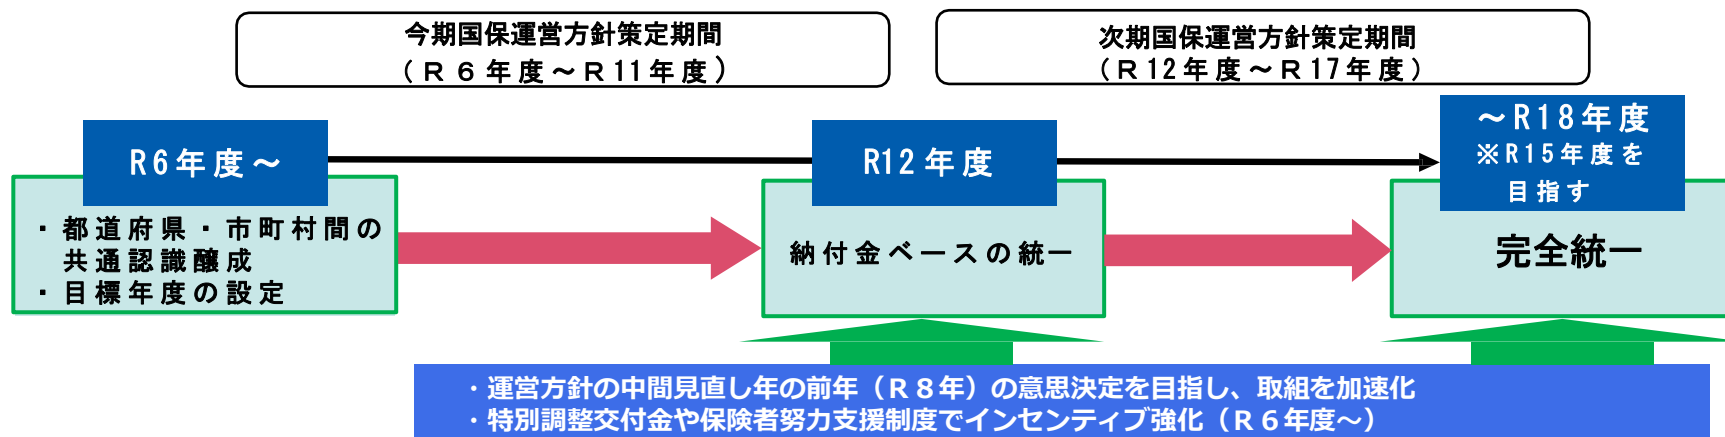 今期国保運営方針策定期間
（Ｒ６年度～Ｒ11年度）
次期国保運営方針策定期間
（Ｒ12年度～Ｒ17年度）
R6年度～
R12年度
～R18年度
※R15年度を
目指す
・都道府県・市町村間の
共通認識醸成
・目標年度の設定
納付金ベースの統一
完全統一
・運営方針の中間見直し年の前年（Ｒ８年）の意思決定を目指し、取組を加速化
・特別調整交付金や保険者努力支援制度でインセンティブ強化（Ｒ６年度～）